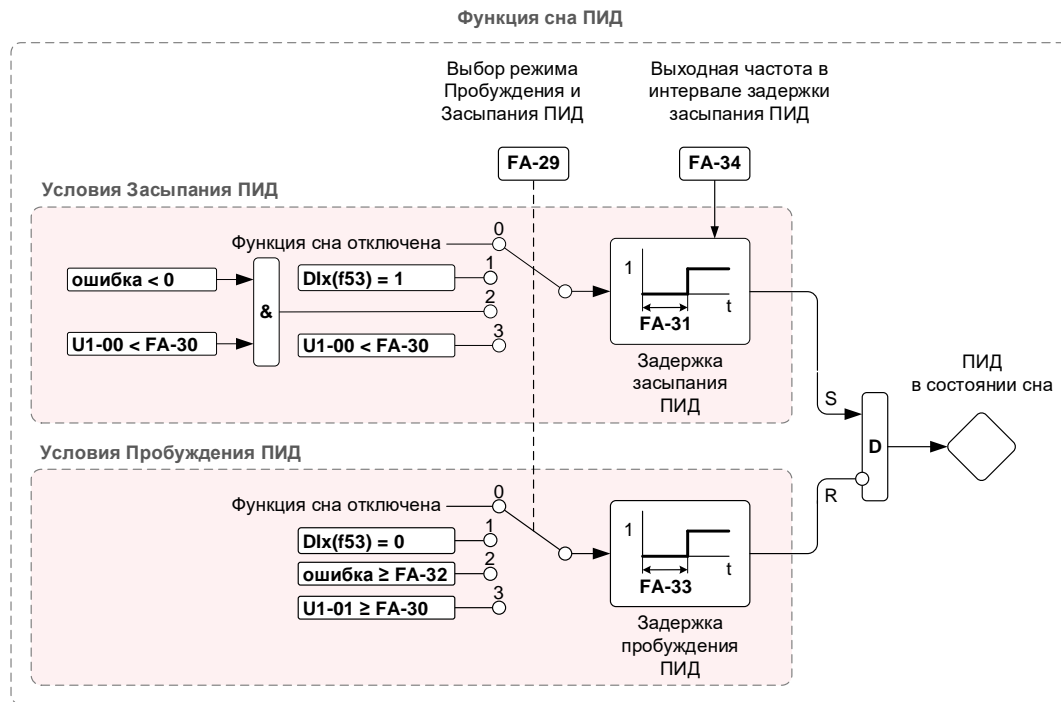 Функция сна ПИД
Выбор режима
Пробуждения и
Засыпания ПИД
Выходная частота в
интервале задержки
засыпания ПИД
FA-29
FA-34
Условия Засыпания ПИД
Функция сна отключена
0
ошибка < 0
&
DIx(f53) = 1
1
2
U1-00 < FA-30
U1-00 < FA-30
3
1
t
FA-31
Задержка
засыпания
ПИД
ПИД
в состоянии сна
S
D
R
Условия Пробуждения ПИД
Функция сна отключена
0
DIx(f53) = 0
1
ошибка ≥ FA-32
2
U1-01 ≥ FA-30
3
1
t
FA-33
Задержка
пробуждения
ПИД